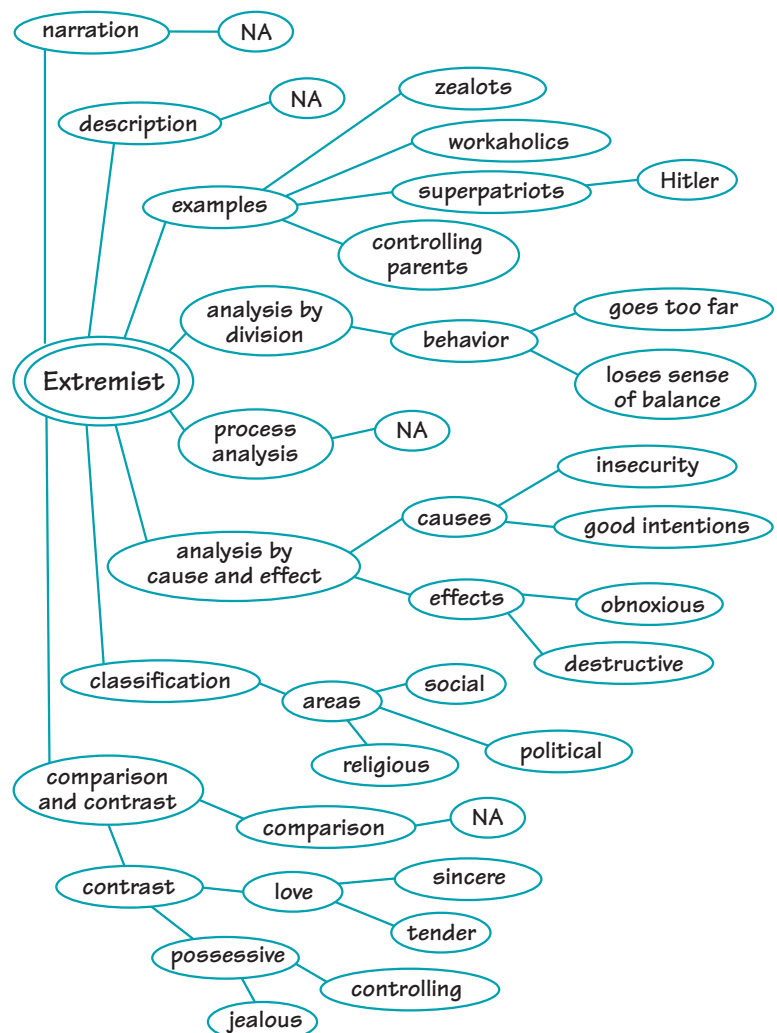 narration
NA
description
NA
zealots
workaholics
superpatriots
Hitler
examples
controlling
parents
analysis by
division
behavior
goes too far
loses sense
of balance
Extremist
process
analysis
NA
insecurity
causes
good intentions
analysis by
cause and effect
effects
obnoxious
destructive
classification
areas
social
political
religious
comparison
and contrast
comparison
NA
contrast
love
sincere
tender
possessive
controlling
jealous